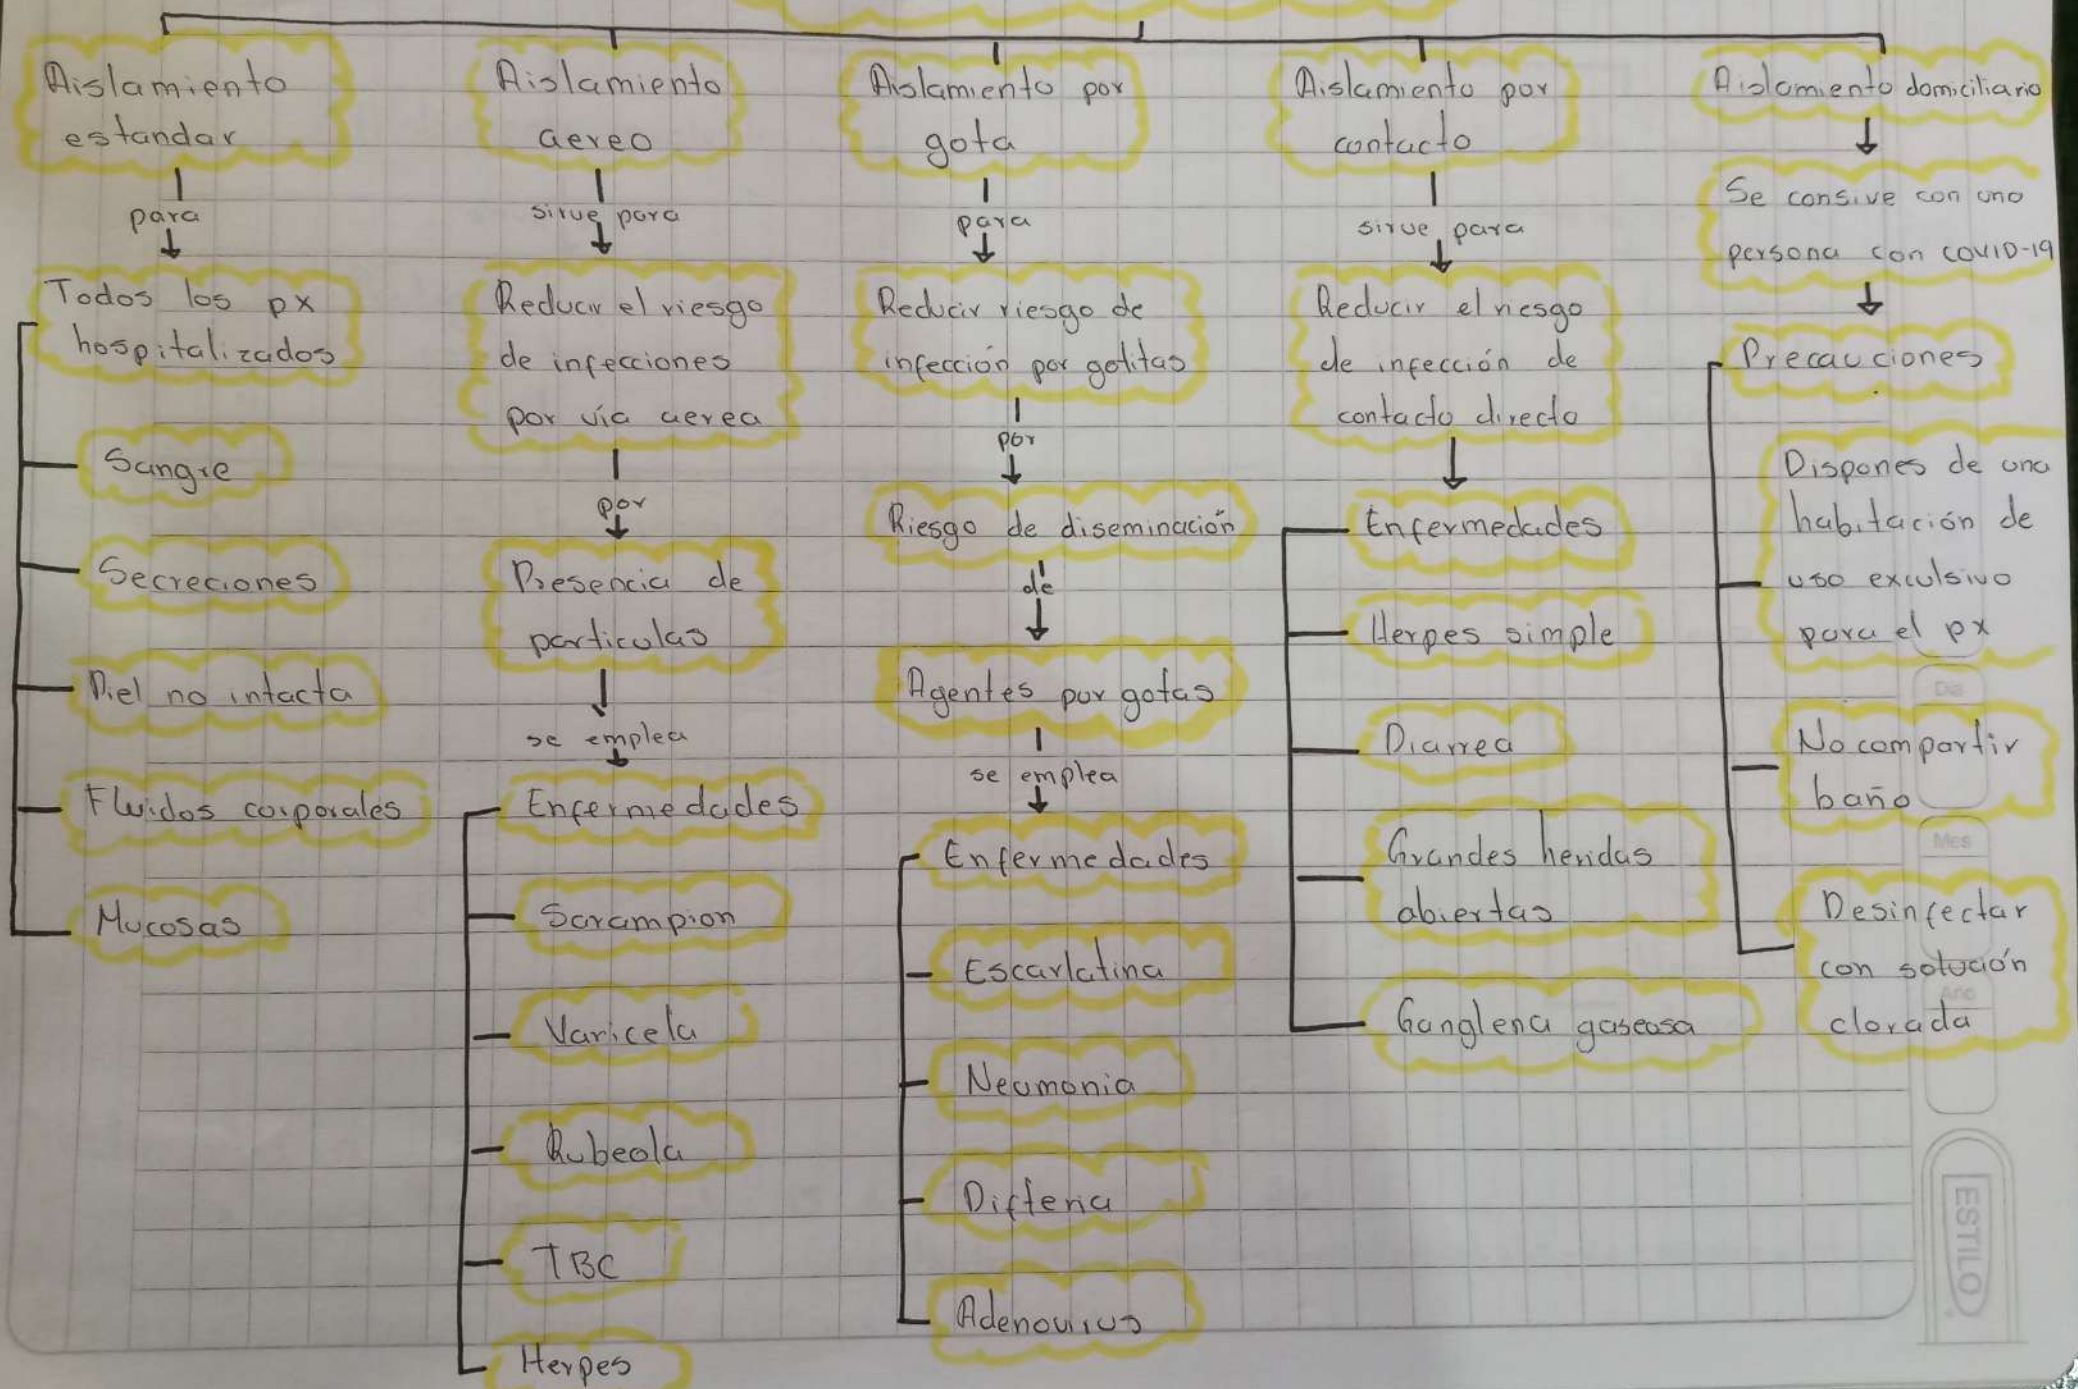 Aislamiento
estandar
para
Todos los px
hospitalizados
Sangre
Secreciones
Piel no intacta
Fluidos corporales
Mucosas
Aislamiento
aereo
sirve para
Reducir el riesgo
de infecciones
por vía aerea
por
Presencia de
particulas
se emplea
Enfermedades
Sarampion
Varicela
Rubeola
TBC
Herpes
Aislamiento por
gota
para
Reducir riesgo de
infección por gotitas
por
Riesgo de diseminación
de
Agentes por gotas
se emplea
Enfermedades
Escarlatina
Neumonia
Difteria
Adenovirus
Aislamiento por
contacto
sirve para
Reducir el riesgo
de infección de
contacto directo
Enfermedades
Herpes simple
Diarrea
Grandes heridas
abiertas
Ganglena gaseosa
Aislamiento domiciliario
Se consive con una
persona con COVID-19
Precauciones
Dispones de una
habitación de
uso exculsivo
para el px
No compartir
baño
Desinfectar
con solución
clorada
Dia
Mes
Año
ESTILO